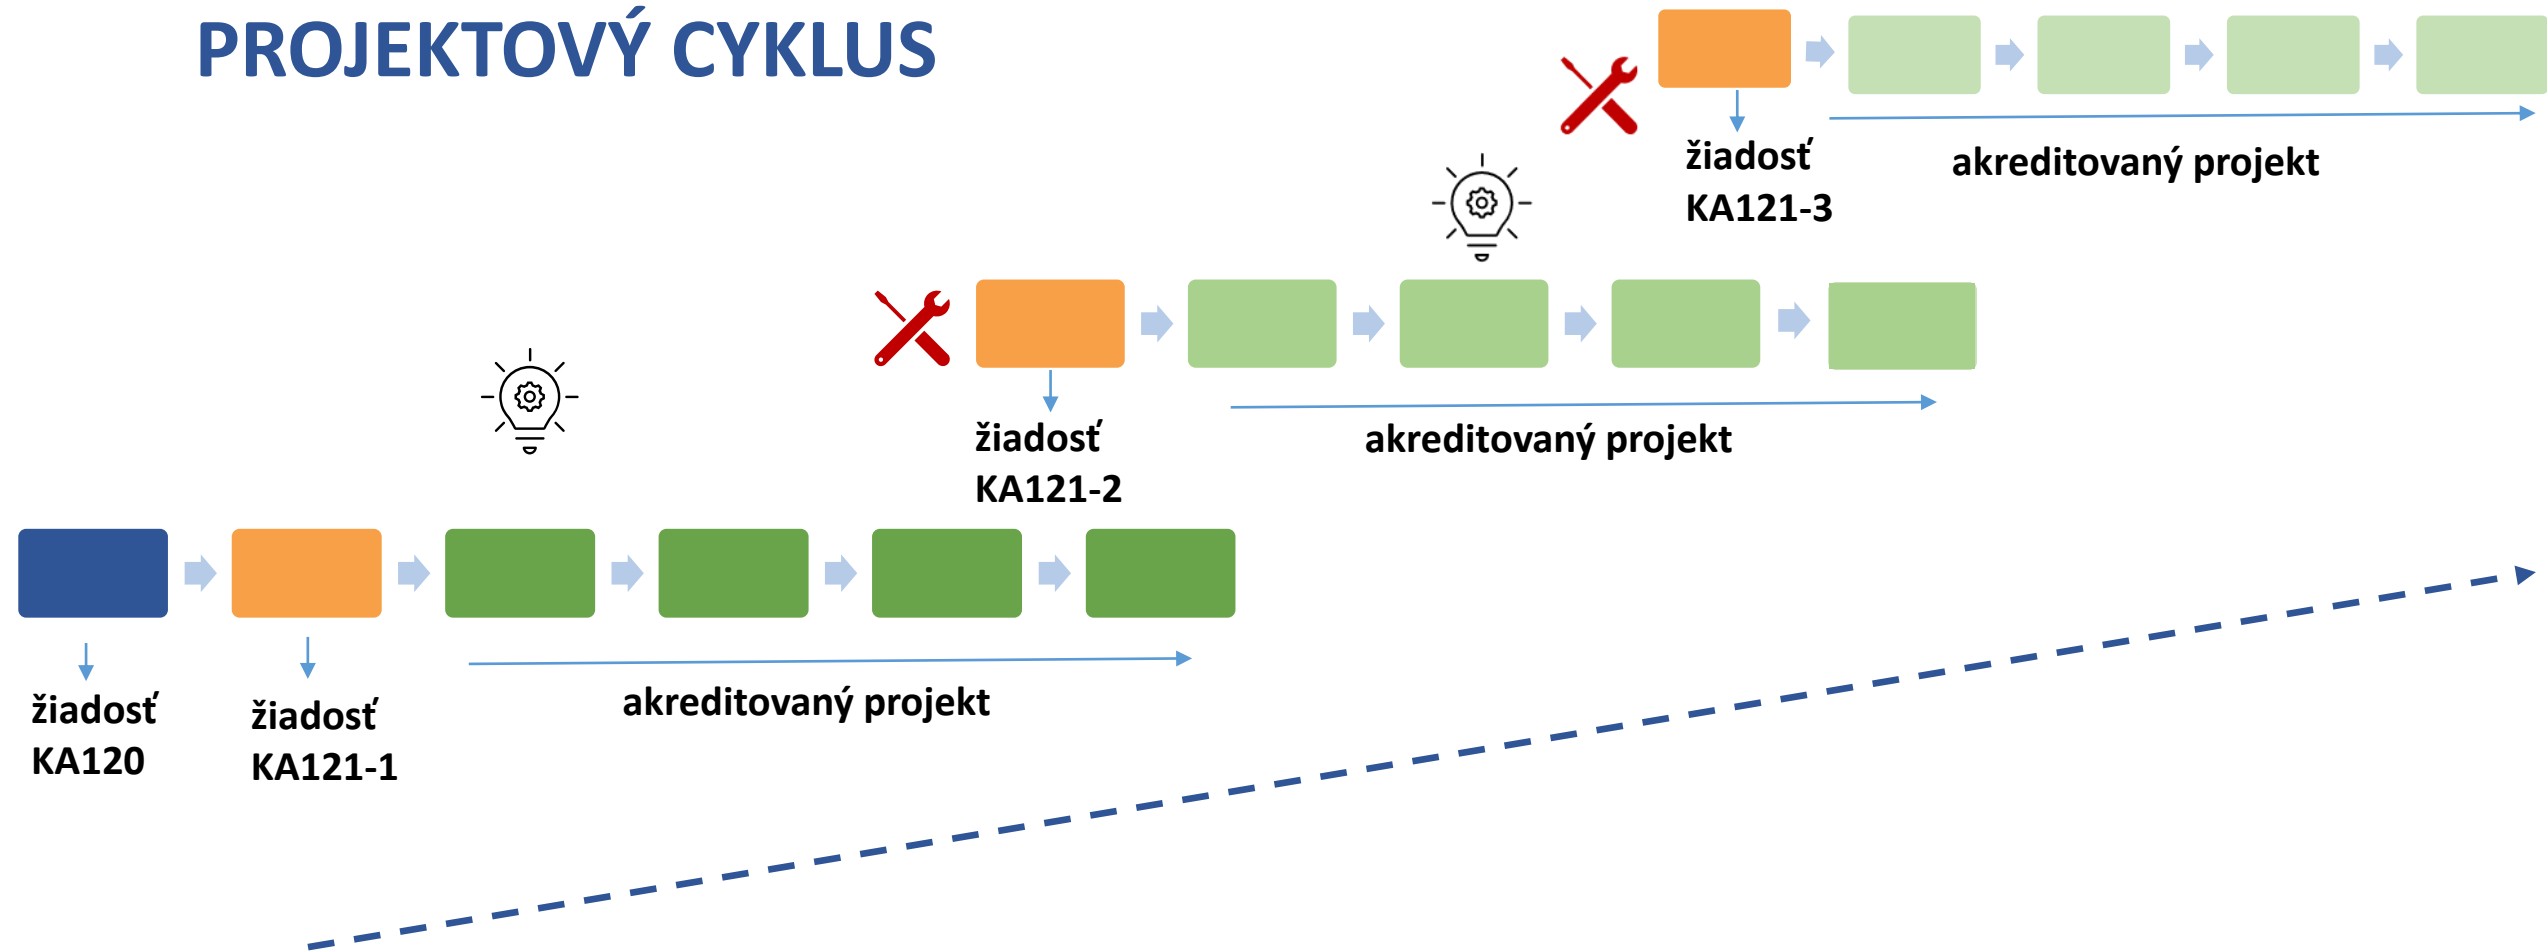 PROJEKTOVÝ CYKLUS
žiadosť
KA121-3
akreditovaný projekt
žiadosť
KA121-2
akreditovaný projekt
žiadosť
KA120
žiadosť
KA121-1
akreditovaný projekt